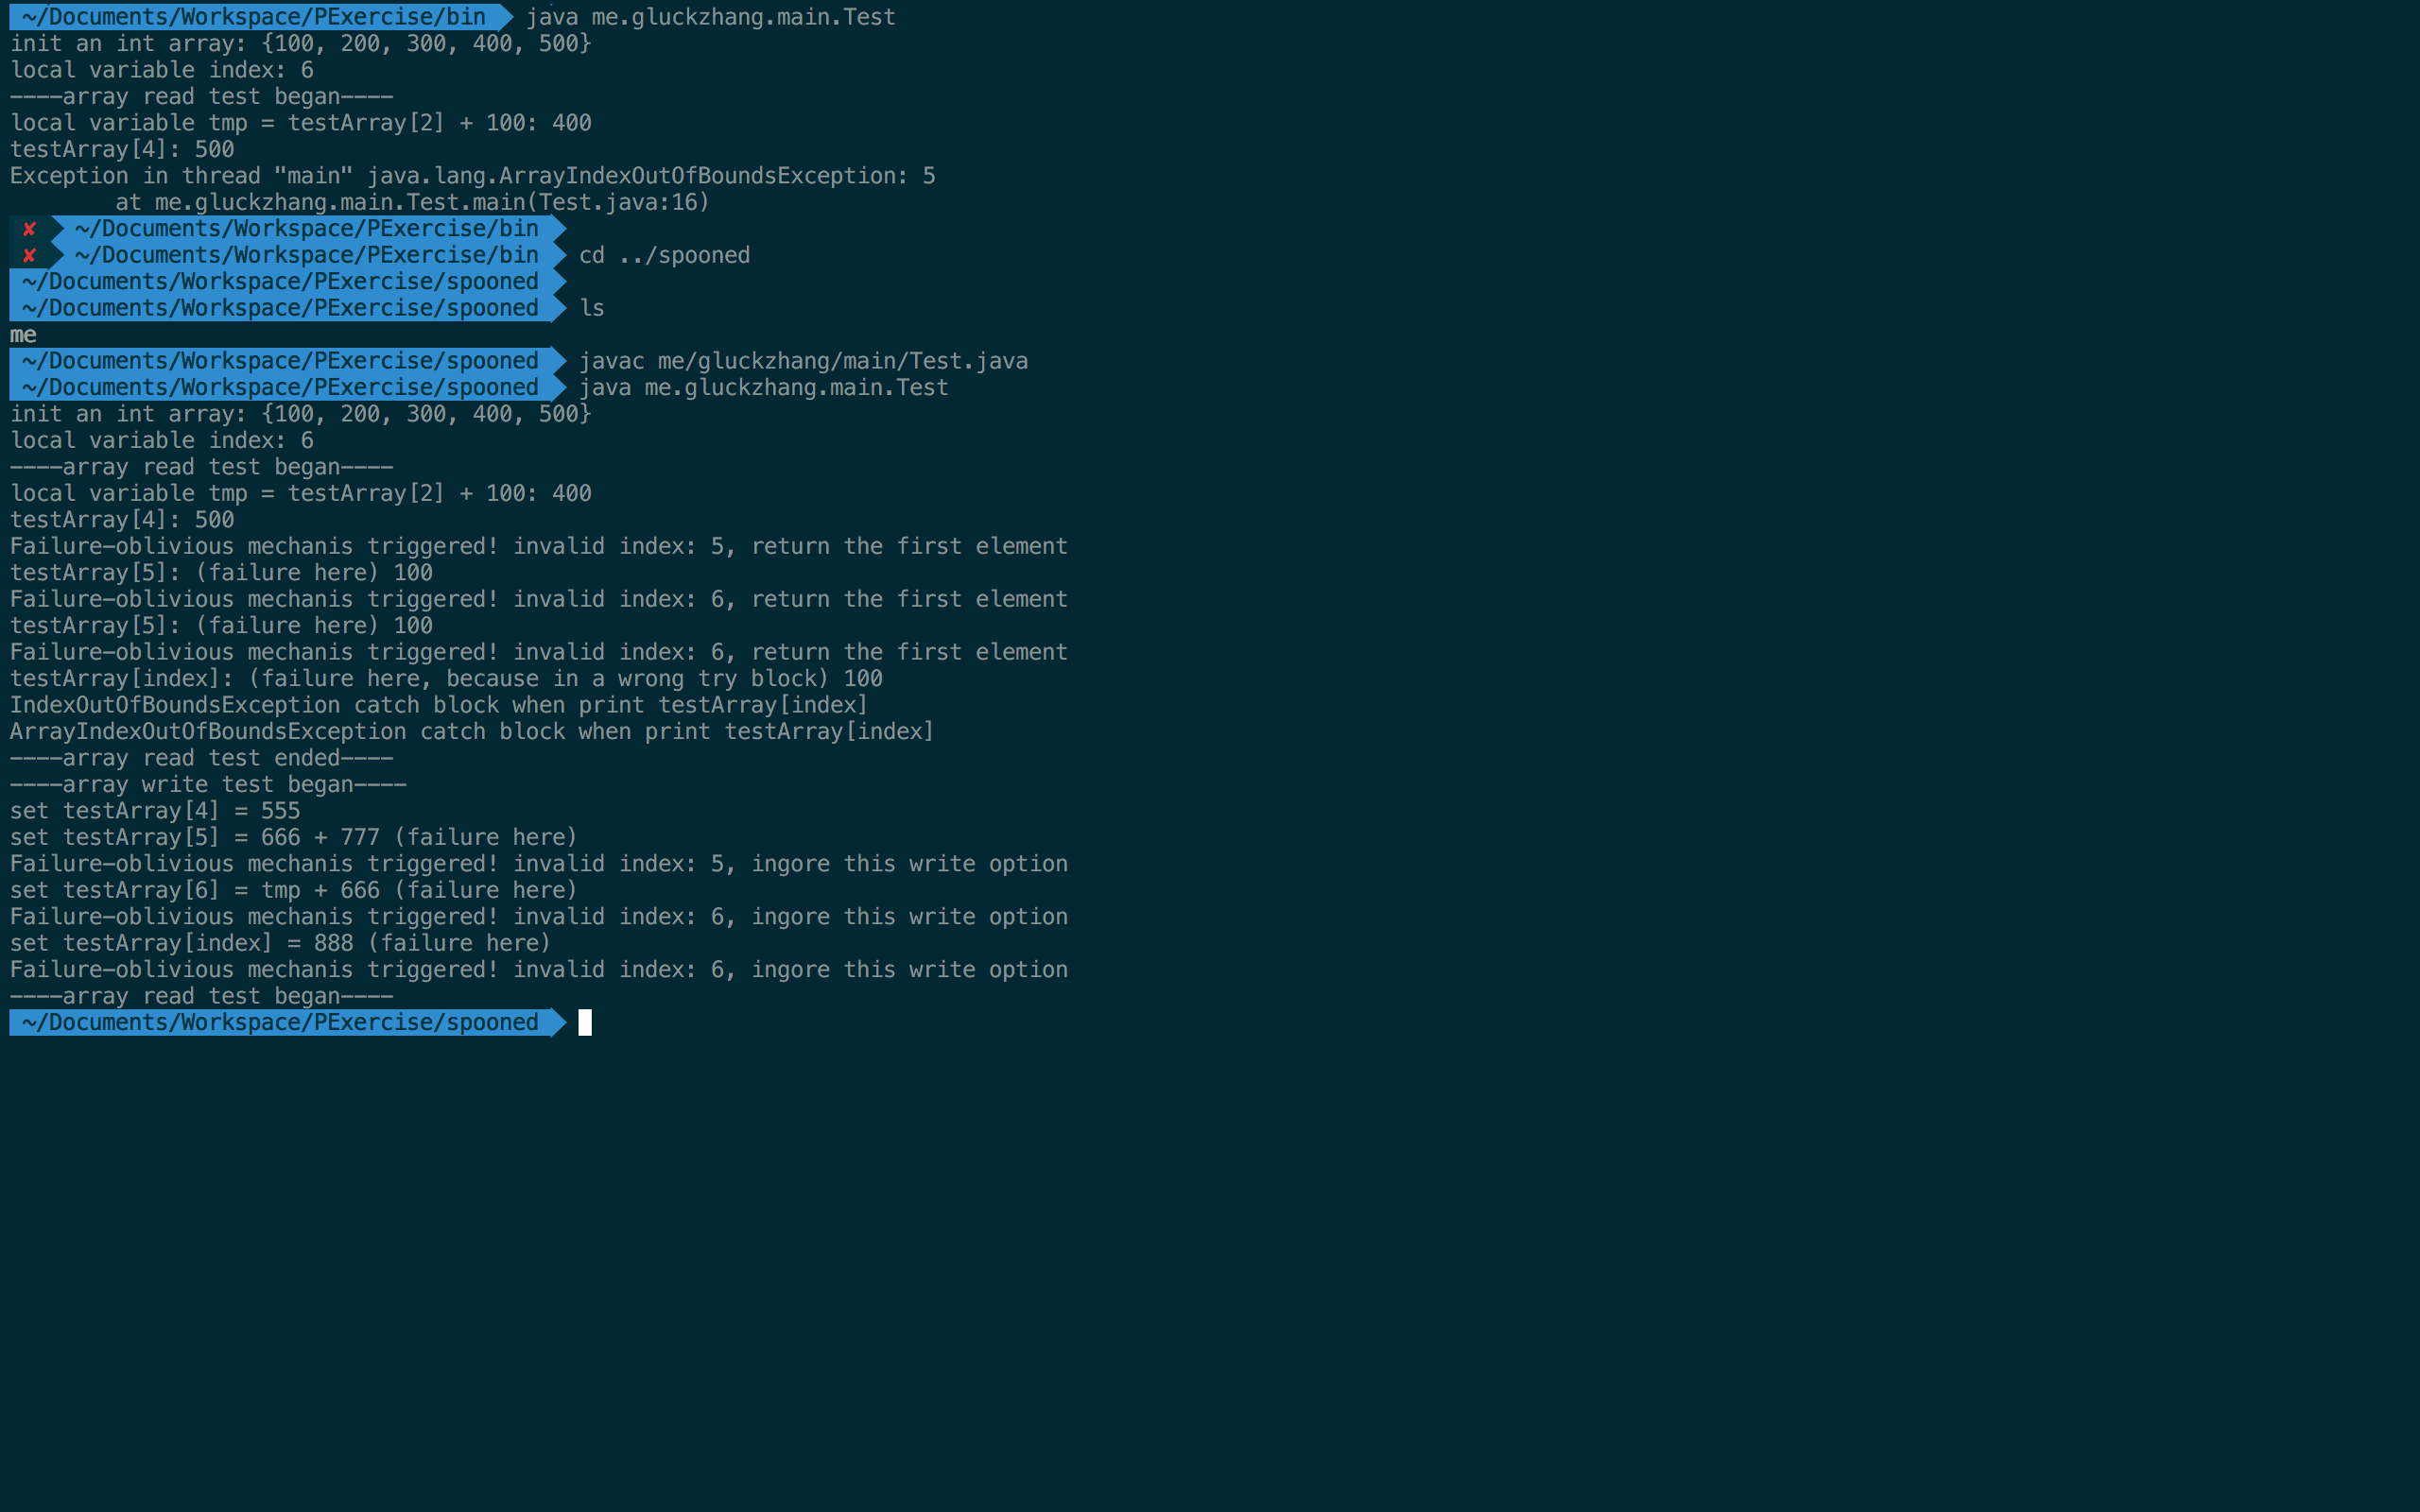 ~/Documents/Workspace/PExercise/bin java me.gluckzhang.main.Test
init an int array: {100, 200, 300, 400, 500}
local variable index: 6
----array read test began----
local variable tmp = testArray[2] + 100: 400
testArray[4]: 500
Exception in thread "main" java.lang.ArrayIndexOutOfBoundsException: 5
at me.gluckzhang.main.Test.main(Test.java:16)
✘ ~/Documents/Workspace/PExercise/bin
✘ ~/Documents/Workspace/PExercise/bin cd ../spooned
~/Documents/Workspace/PExercise/spooned
~/Documents/Workspace/PExercise/spooned ls
me
~/Documents/Workspace/PExercise/spooned javac me/gluckzhang/main/Test.java
~/Documents/Workspace/PExercise/spooned java me.gluckzhang.main.Test
init an int array: {100, 200, 300, 400, 500}
local variable index: 6
----array read test began----
local variable tmp = testArray[2] + 100: 400
testArray[4]: 500
Failure-oblivious mechanis triggered! invalid index: 5, return the first element
testArray[5]: (failure here) 100
Failure-oblivious mechanis triggered! invalid index: 6, return the first element
testArray[5]: (failure here) 100
Failure-oblivious mechanis triggered! invalid index: 6, return the first element
testArray[index]: (failure here, because in a wrong try block) 100
IndexOutOfBoundsException catch block when print testArray[index]
ArrayIndexOutOfBoundsException catch block when print testArray[index]
----array read test ended----
----array write test began----
set testArray[4] = 555
set testArray[5] = 666 + 777 (failure here)
Failure-oblivious mechanis triggered! invalid index: 5, ingore this write option
set testArray[6] = tmp + 666 (failure here)
Failure-oblivious mechanis triggered! invalid index: 6, ingore this write option
set testArray[index] = 888 (failure here)
Failure-oblivious mechanis triggered! invalid index: 6, ingore this write option
----array read test began----
~/Documents/Workspace/PExercise/spooned